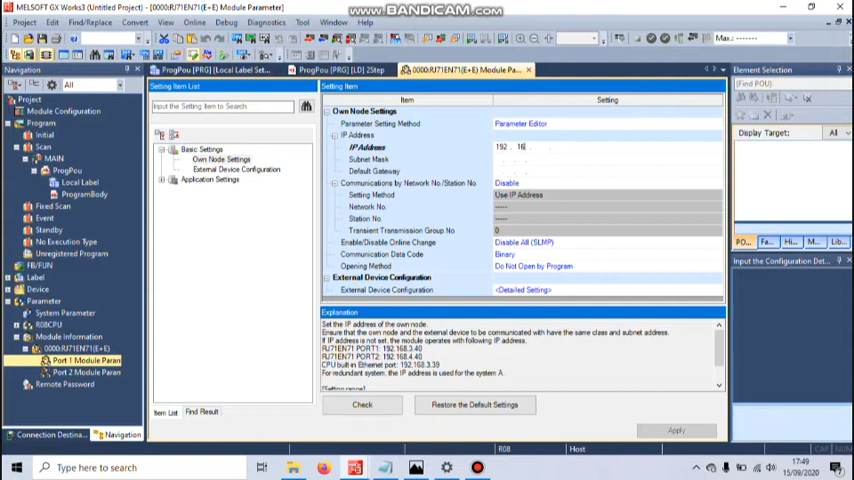 MELSOFT GX Works3 (Untitled Project) - [0000:RJ71EN71(E+E) Module Parameter]
www.BANDICAM.com
Project Edit Find/Replace Convert View Online Debug Diagnostics Tool Window Help
Max.:
Navigation
All
Project
Module Configuration
Program
Initial
Scan
MAIN
ProgPou
Local Label
ProgramBody
Fixed Scan
Event
Standby
No Execution Type
Unregistered Program
FB/FUN
Label
Device
Parameter
System Parameter
R08CPU
Module Information
0000:RJ71EN71(E+E)
Port 1 Module Param
Port 2 Module Param
Remote Password
Connection Destina...
Navigation
ProgPou [PRG] [Local Label Set...
ProgPou [PRG] [LD] 2Step
0000:RJ71EN71(E+E) Module Pa...
Setting Item List
Input the Setting Item to Search
Basic Settings
Own Node Settings
External Device Configuration
Application Settings
Item List
Find Result
Setting Item
Item Setting
Own Node Settings
Parameter Setting Method Parameter Editor
IP Address
IP Address 192 . 16 . .
Subnet Mask . . .
Default Gateway . . .
Communications by Network No./Station No. Disable
Setting Method Use IP Address
Network No. -----
Station No. -----
Transient Transmission Group No 0
Enable/Disable Online Change Disable All (SLMP)
Communication Data Code Binary
Opening Method Do Not Open by Program
External Device Configuration
External Device Configuration <Detailed Setting>
Explanation
Set the IP address of the own node.
Ensure that the own node and the external device to be communicated with have the same class and subnet address.
If IP address is not set, the module operates with following IP address.
RJ71EN71 PORT1: 192.168.3.40
RJ71EN71 PORT2: 192.168.4.40
CPU built-in Ethernet port: 192.168.3.39
For redundant system, the IP address is used for the system A.
[Setting range]
Check
Restore the Default Settings
Apply
Element Selection
(Find POU)
Display Target: All
PO... Fa... Hi... M... Lib...
Input the Configuration Det...
R08 Host CAP NUM
Type here to search
17:49
15/09/2020